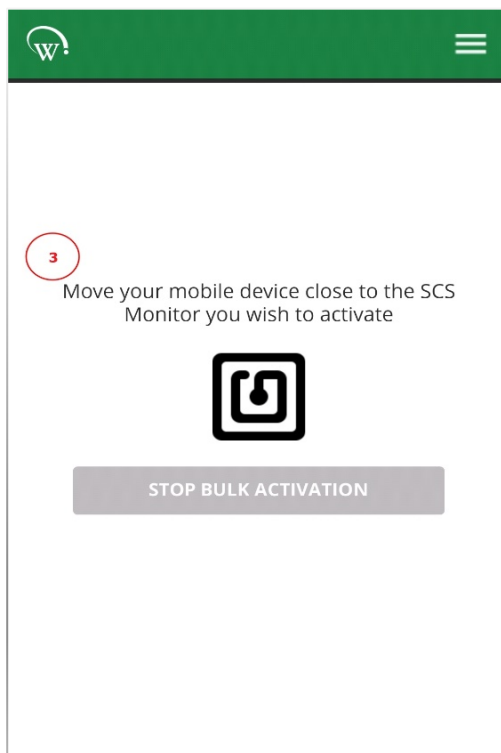 W
3
Move your mobile device close to the SCS
Monitor you wish to activate
STOP BULK ACTIVATION